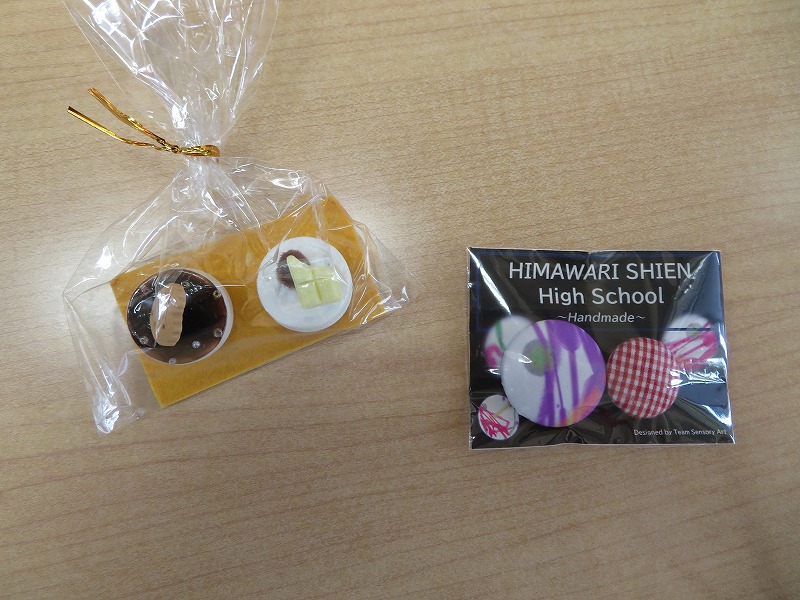 HIMAWARI SHIEN
High School
~Handmade~
Designed by Team Sensory Art